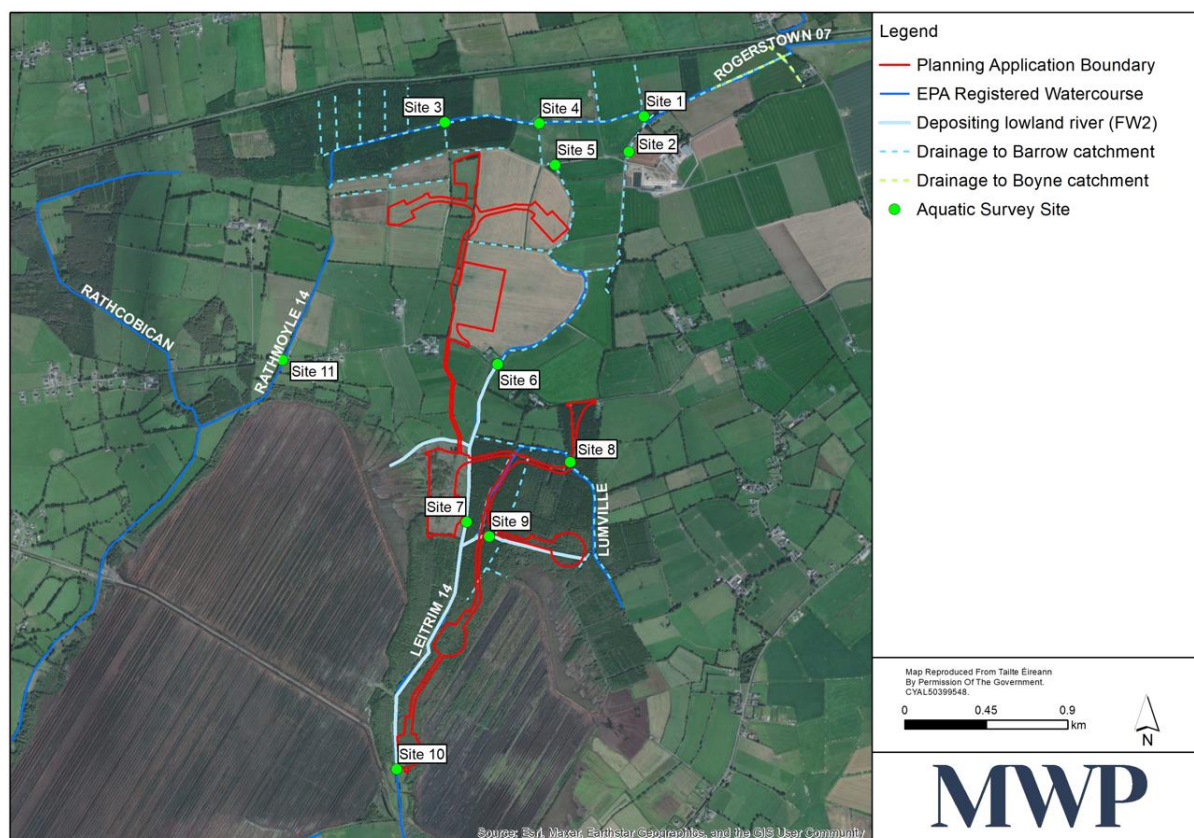 ROGERSTOWN 07
Site 1
Site 3
Site 4
Site 2
Site 5
RATHCOBICAN
RATHMOYLE 14
Site 11
Site 6
Site 8
Site 7
Site 9
LUMVILLE
LEITRIM 14
Site 10
Source: Esri, Maxar, Earthstar Geographics, and the GIS User Community
Legend
Planning Application Boundary
EPA Registered Watercourse
Depositing lowland river (FW2)
Drainage to Barrow catchment
Drainage to Boyne catchment
Aquatic Survey Site
Map Reproduced From Tailte Éireann
By Permission Of The Government.
CYAL50399548.
0 0.45 0.9
km
N
MWP